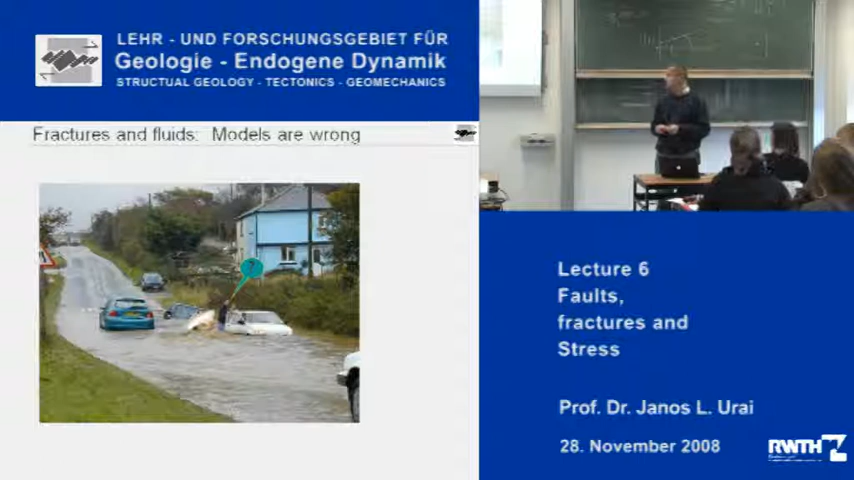 LEHR - UND FORSCHUNGSGEBIET FÜR
Geologie - Endogene Dynamik
STRUCTUAL GEOLOGY - TECTONICS - GEOMECHANICS
Fractures and fluids: Models are wrong
?
Lecture 6
Faults,
fractures and
Stress
Prof. Dr. Janos L. Urai
28. November 2008
RWTH